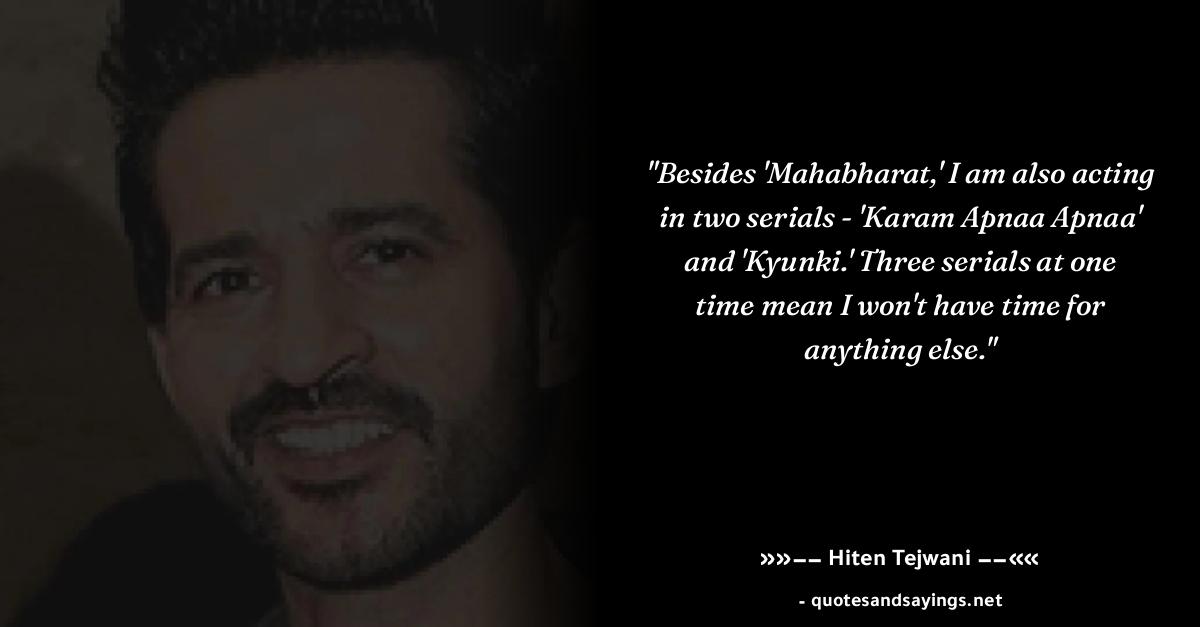 "Besides 'Mahabharat,' I am also acting
in two serials - 'Karam Apnaa Apnaa'
and 'Kyunki.' Three serials at one
time mean I won't have time for
anything else."
»»−− Hiten Tejwani −−««
- quotesandsayings.net